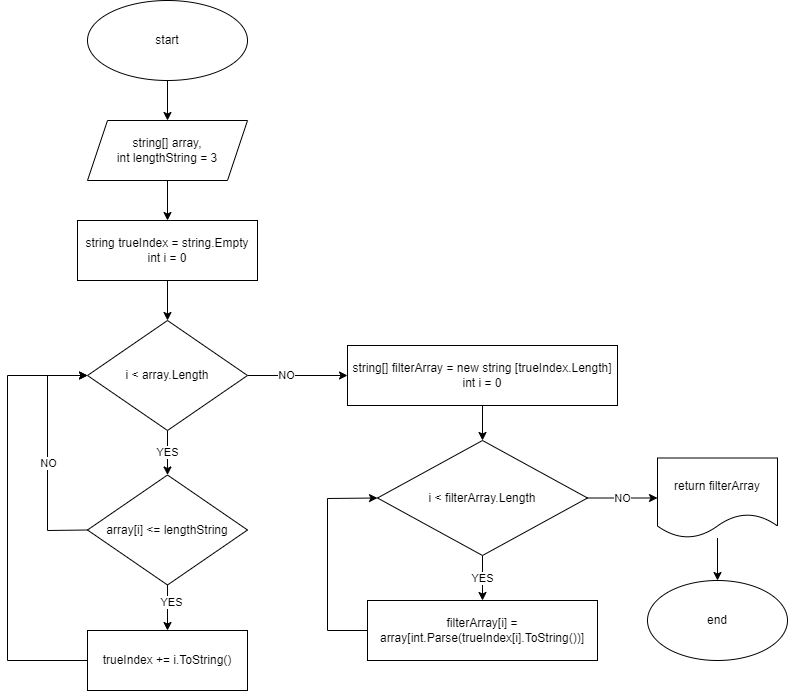 start
string[] array,
int lengthString = 3
string trueIndex = string.Empty
int i = 0
i < array.Length
NO
YES
NO
array[i] <= lengthString
YES
trueIndex += i.ToString()
string[] filterArray = new string [trueIndex.Length]
int i = 0
i < filterArray.Length
NO
YES
filterArray[i] =
array[int.Parse(trueIndex[i].ToString())]
return filterArray
end